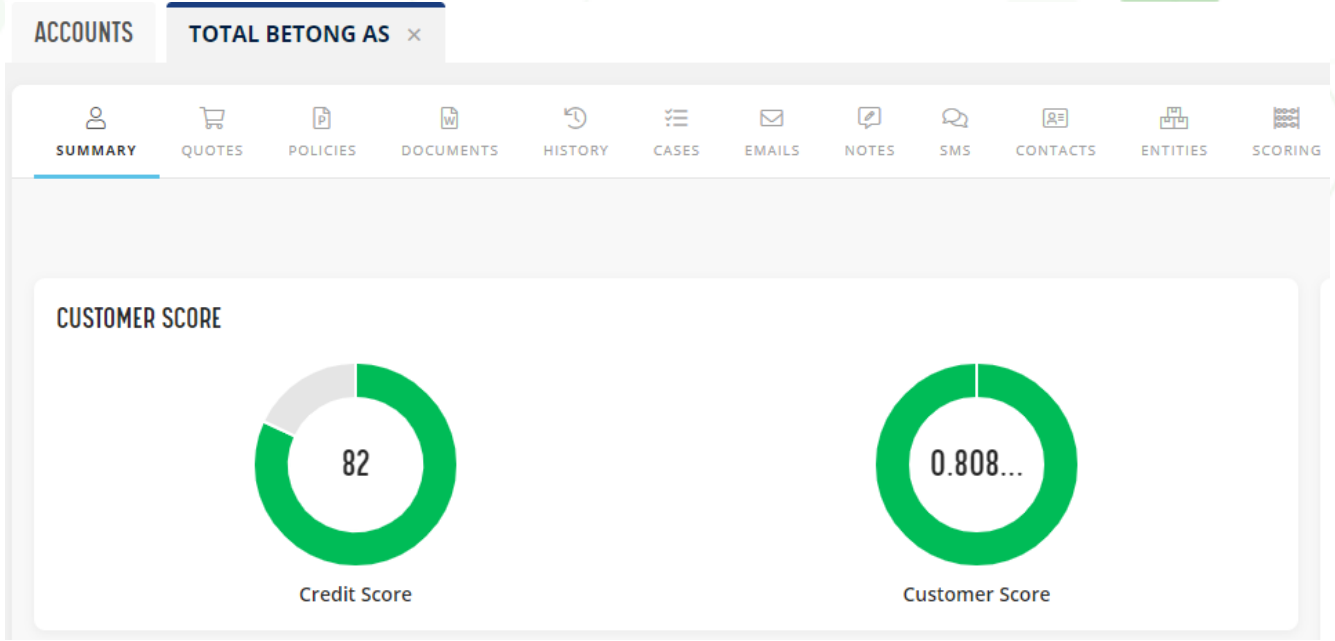 ACCOUNTS TOTAL BETONG AS ×
SUMMARY QUOTES POLICIES DOCUMENTS HISTORY CASES EMAILS NOTES SMS CONTACTS ENTITIES SCORING
CUSTOMER SCORE
82 0.808...
Credit Score Customer Score